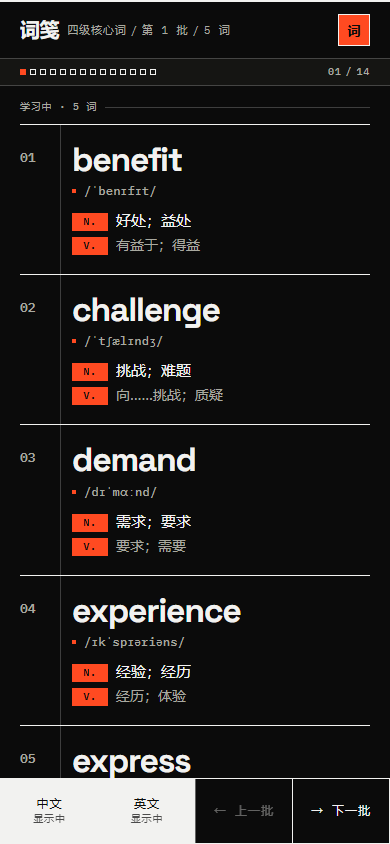 词笺 四级核心词 / 第 1 批 / 5 词 词
01 / 14
学习中 · 5 词
01 benefit
/ˈbenɪfɪt/
N. 好处；益处
V. 有益于；得益
02 challenge
/ˈtʃælɪndʒ/
N. 挑战；难题
V. 向……挑战；质疑
03 demand
/dɪˈmɑːnd/
N. 需求；要求
V. 要求；需要
04 experience
/ɪkˈspɪəriəns/
N. 经验；经历
V. 经历；体验
05 express
中文 英文 ← 上一批 → 下一批
显示中 显示中